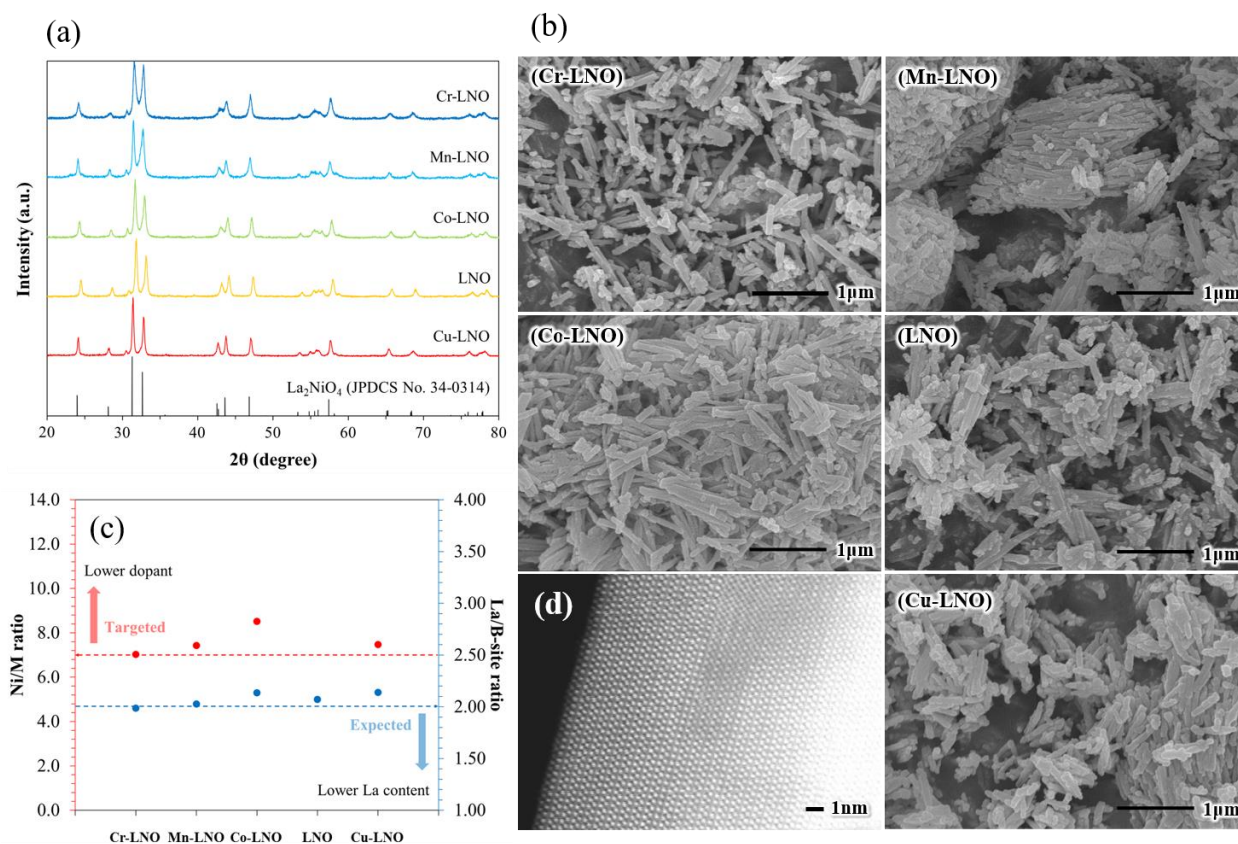 (a)
Cr-LNO
Mn-LNO
Co-LNO
LNO
Cu-LNO
La₂NiO₄ (JPDCS No. 34-0314)
Intensity (a.u.)
20 30 40 50 60 70 80
2θ (degree)
(b)
(Cr-LNO)
1μm
(Mn-LNO)
1μm
(Co-LNO)
1μm
(LNO)
1μm
(c)
14.0
12.0
10.0
8.0
6.0
4.0
2.0
0.0
Ni/M ratio
Lower dopant
Targeted
Expected
Lower La content
4.00
3.50
3.00
2.50
2.00
1.50
1.00
La/B-site ratio
Cr-LNO Mn-LNO Co-LNO LNO Cu-LNO
(d)
1nm
(Cu-LNO)
1μm